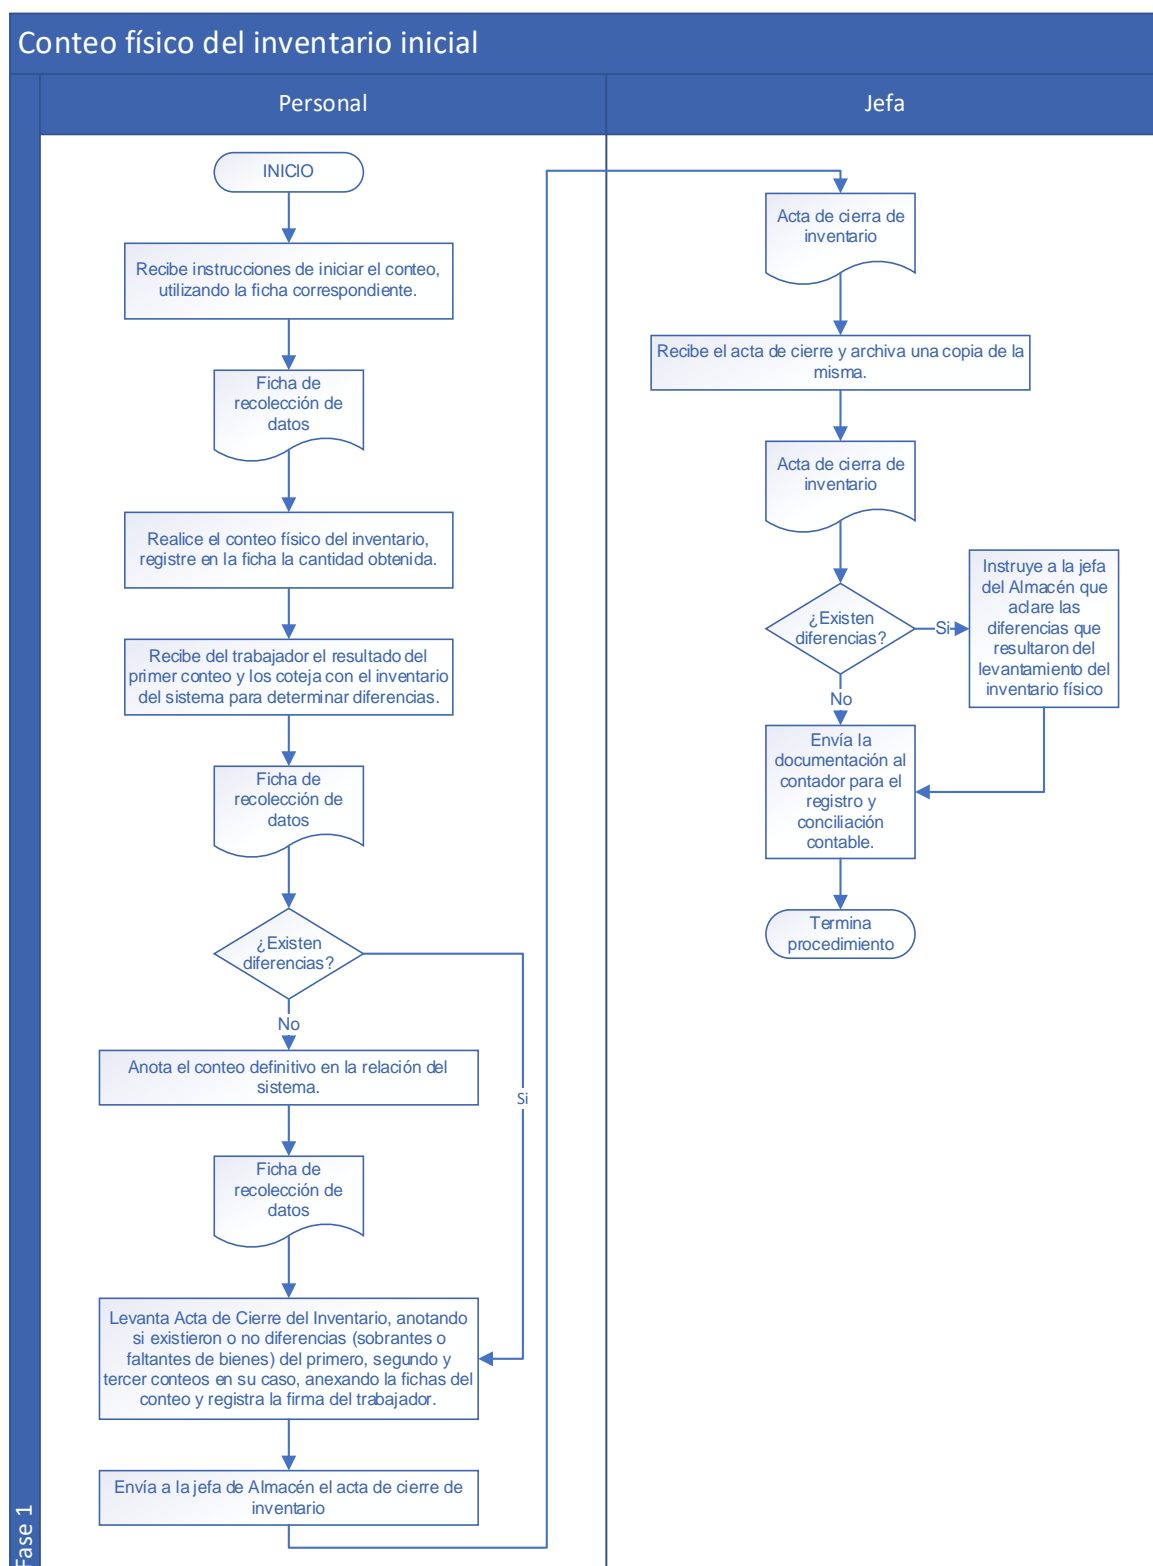 Conteo físico del inventario inicial
Personal
Jefa
Fase 1
INICIO
Recibe instrucciones de iniciar el conteo,
utilizando la ficha correspondiente.
Ficha de
recolección de
datos
Realice el conteo físico del inventario,
registre en la ficha la cantidad obtenida.
Recibe del trabajador el resultado del
primer conteo y los coteja con el inventario
del sistema para determinar diferencias.
Ficha de
recolección de
datos
¿Existen
diferencias?
No
Si
Anota el conteo definitivo en la relación del
sistema.
Ficha de
recolección de
datos
Levanta Acta de Cierre del Inventario, anotando
si existieron o no diferencias (sobrantes o
faltantes de bienes) del primero, segundo y
tercer conteos en su caso, anexando la fichas del
conteo y registra la firma del trabajador.
Envía a la jefa de Almacén el acta de cierre de
inventario
Acta de cierra de
inventario
Recibe el acta de cierre y archiva una copia de la
misma.
Acta de cierra de
inventario
¿Existen
diferencias?
Si
Instruye a la jefa
del Almacén que
aclare las
diferencias que
resultaron del
levantamiento del
inventario físico
No
Envía la
documentación al
contador para el
registro y
conciliación
contable.
Termina
procedimiento